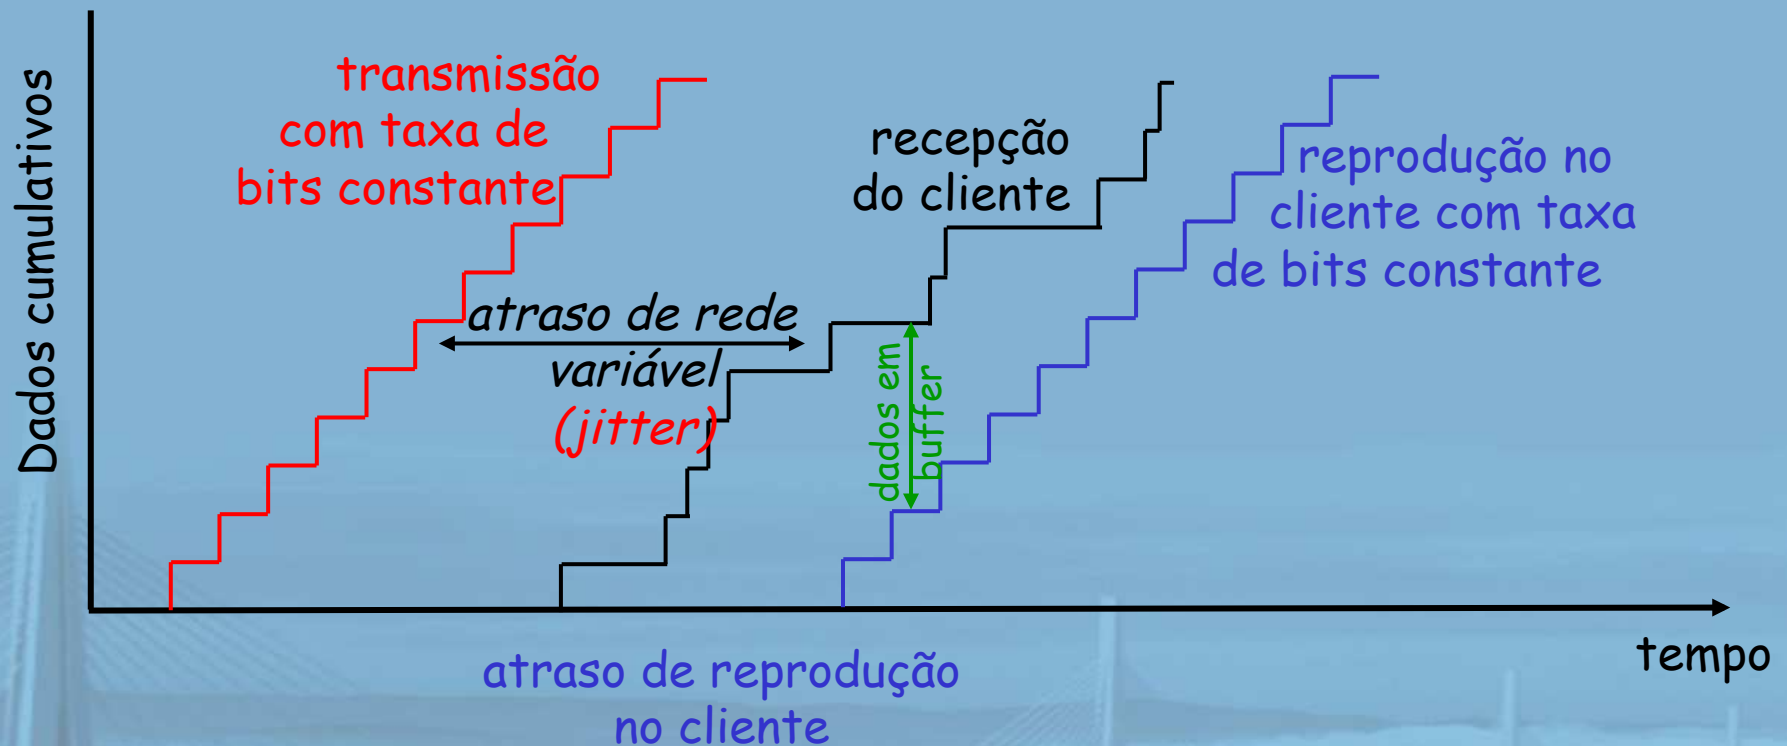 Dados cumulativos
transmissão
com taxa de
bits constante
recepção
do cliente
reprodução no
cliente com taxa
de bits constante
atraso de rede
variável
(jitter)
dados em
buffer
tempo
atraso de reprodução
no cliente